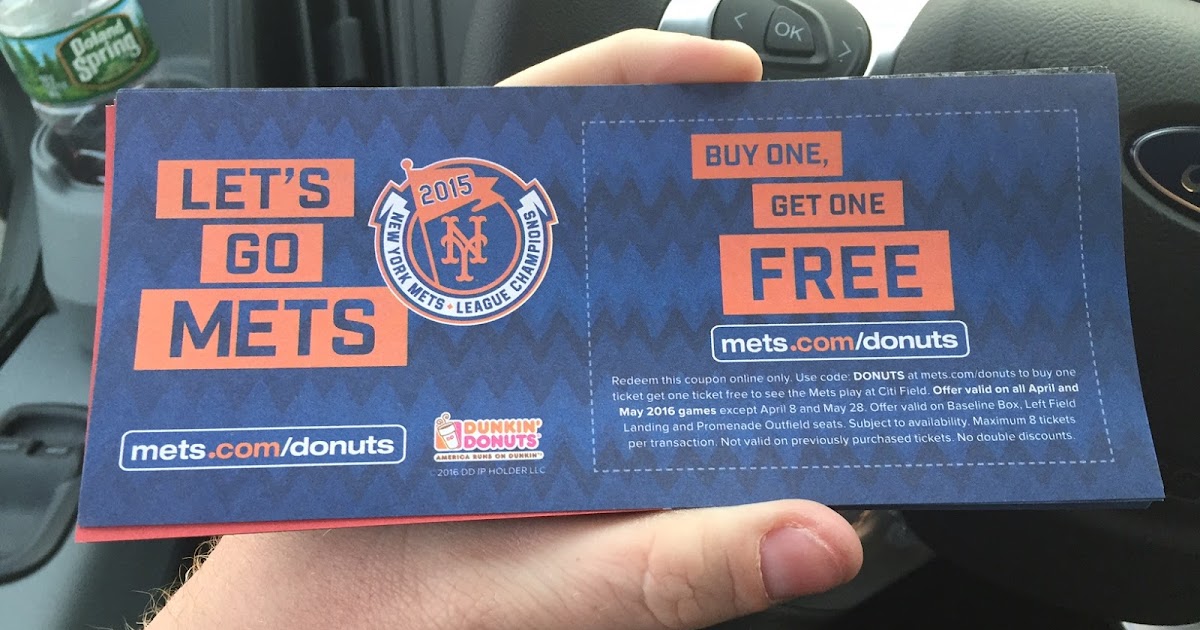 Poland
Spring
OK
LET'S
GO
METS
2015
NY
NEW YORK METS • LEAGUE CHAMPIONS
mets.com/donuts
DUNKIN'
DONUTS
AMERICA RUNS ON DUNKIN'
©2016 DD IP HOLDER LLC
BUY ONE,
GET ONE
FREE
mets.com/donuts
Redeem this coupon online only. Use code: DONUTS at mets.com/donuts to buy one
ticket get one ticket free to see the Mets play at Citi Field. Offer valid on all April and
May 2016 games except April 8 and May 28. Offer valid on Baseline Box, Left Field
Landing and Promenade Outfield seats. Subject to availability. Maximum 8 tickets
per transaction. Not valid on previously purchased tickets. No double discounts.